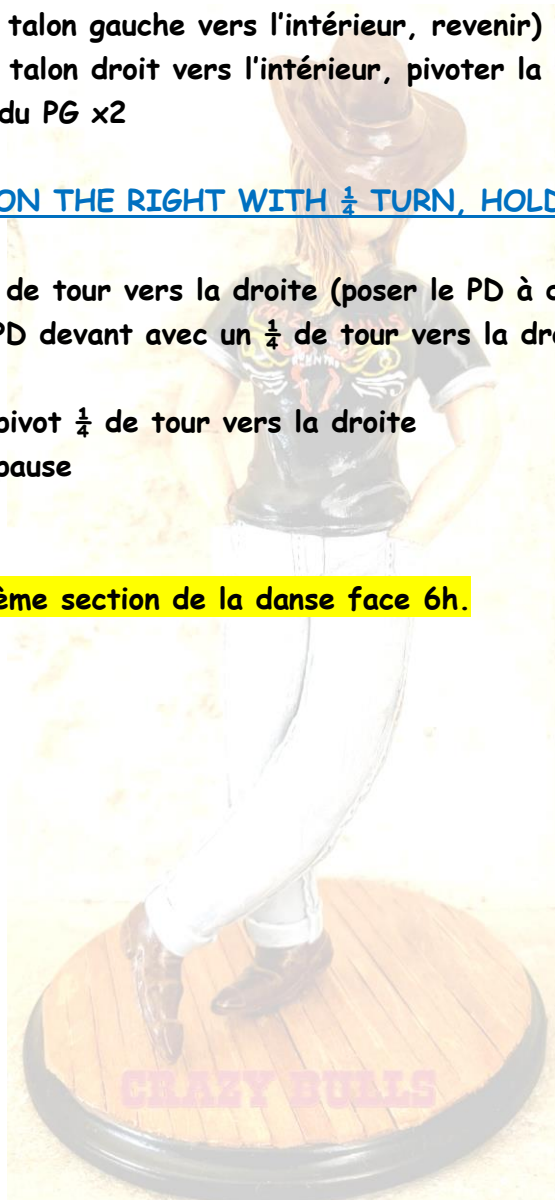 talon gauche vers l'intérieur, revenir)
talon droit vers l'intérieur, pivoter la
du PG x2
ON THE RIGHT WITH ¼ TURN, HOLD
de tour vers la droite (poser le PD à
PD devant avec un ¼ de tour vers la
CRAZY BULLS
pivot ¼ de tour vers la droite
pause
ême section de la danse face 6h.
CRAZY BULLS